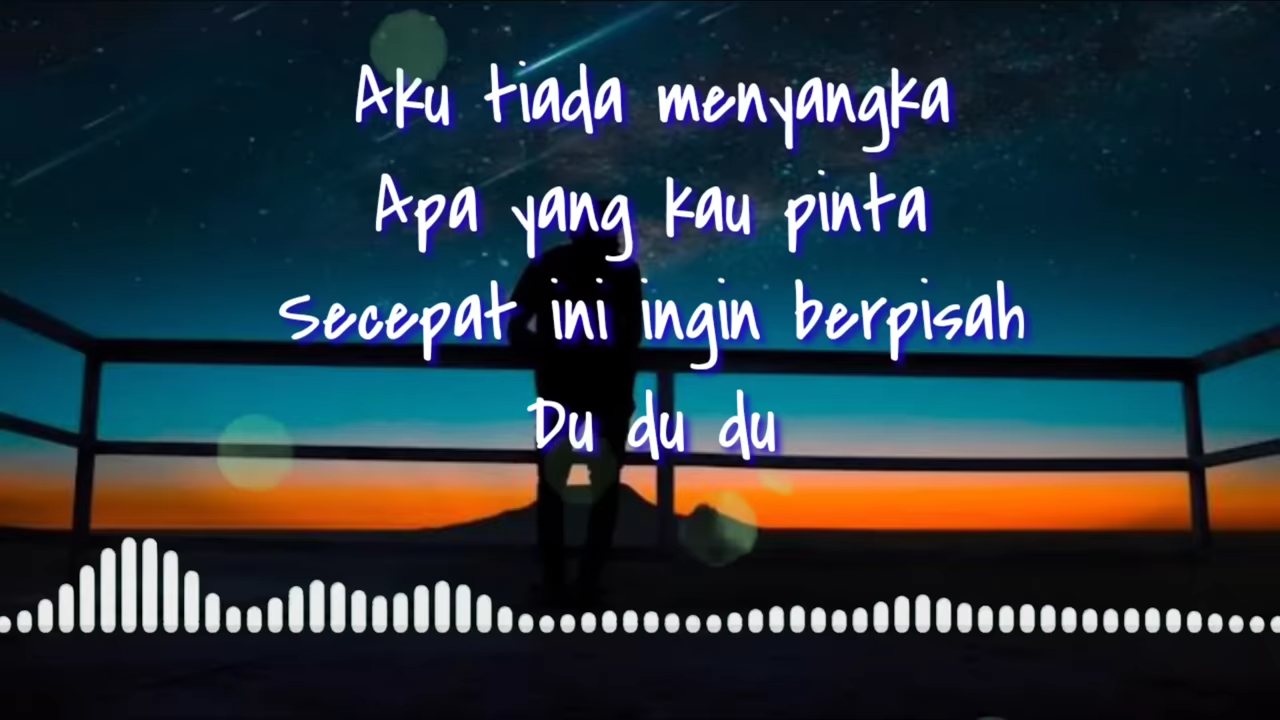 Aku tiada menyangka
Apa yang kau pinta
Secepat ini ingin berpisah
Du du du